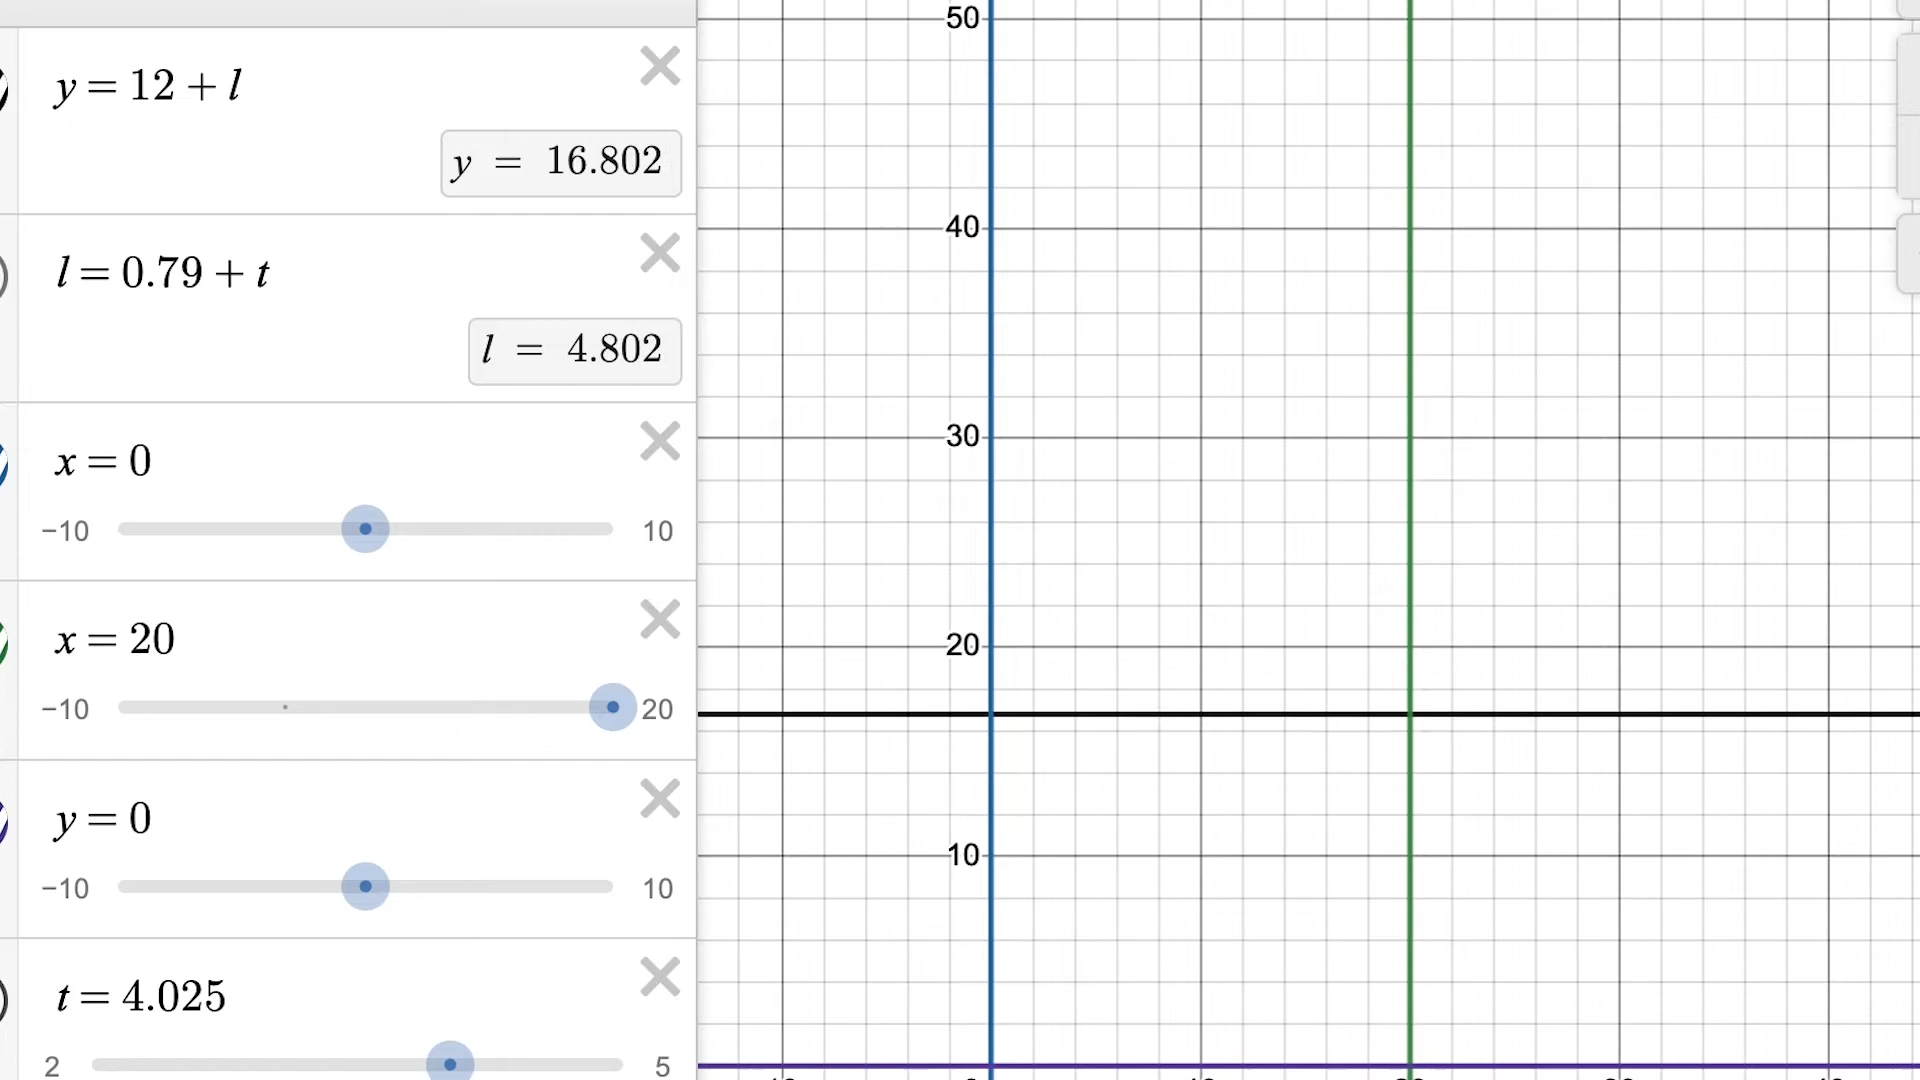 y = 12 + l
y = 16.802
l = 0.79 + t
l = 4.802
x = 0
−10 10
x = 20
−10 20
y = 0
−10 10
t = 4.025
2 5
50
40
30
20
10